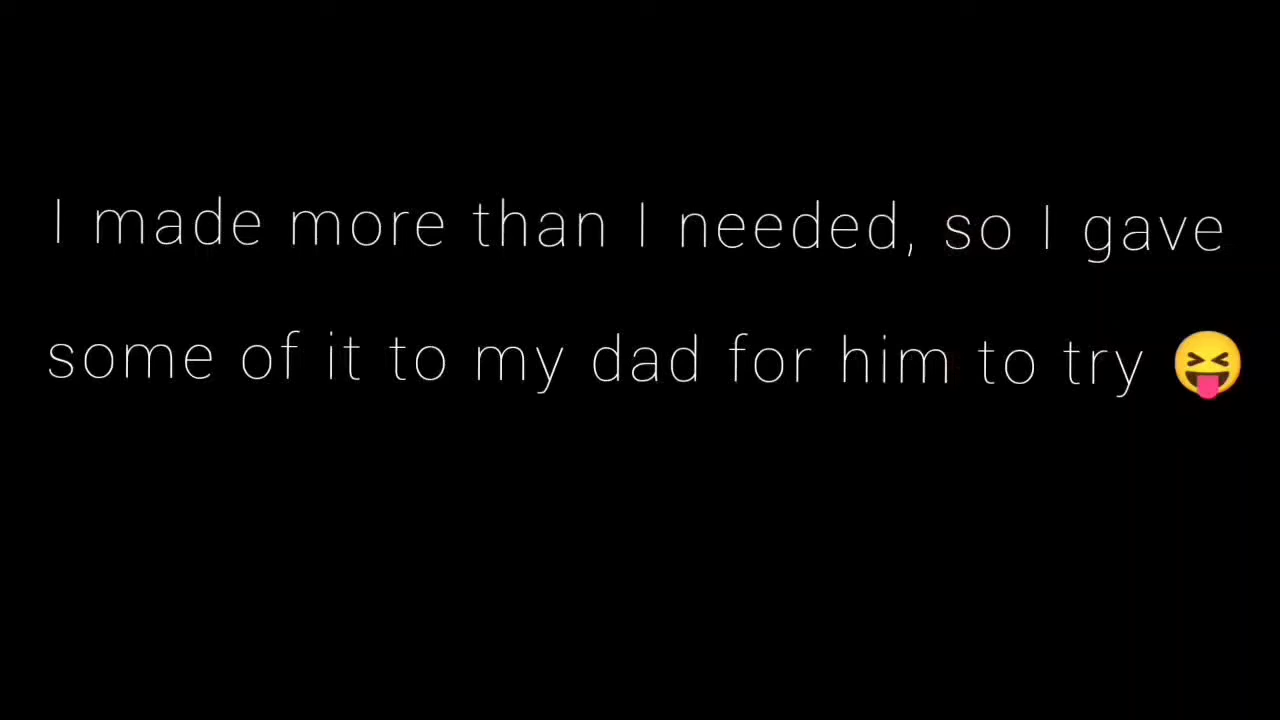 I made more than I needed, so I gave
some of it to my dad for him to try 😝